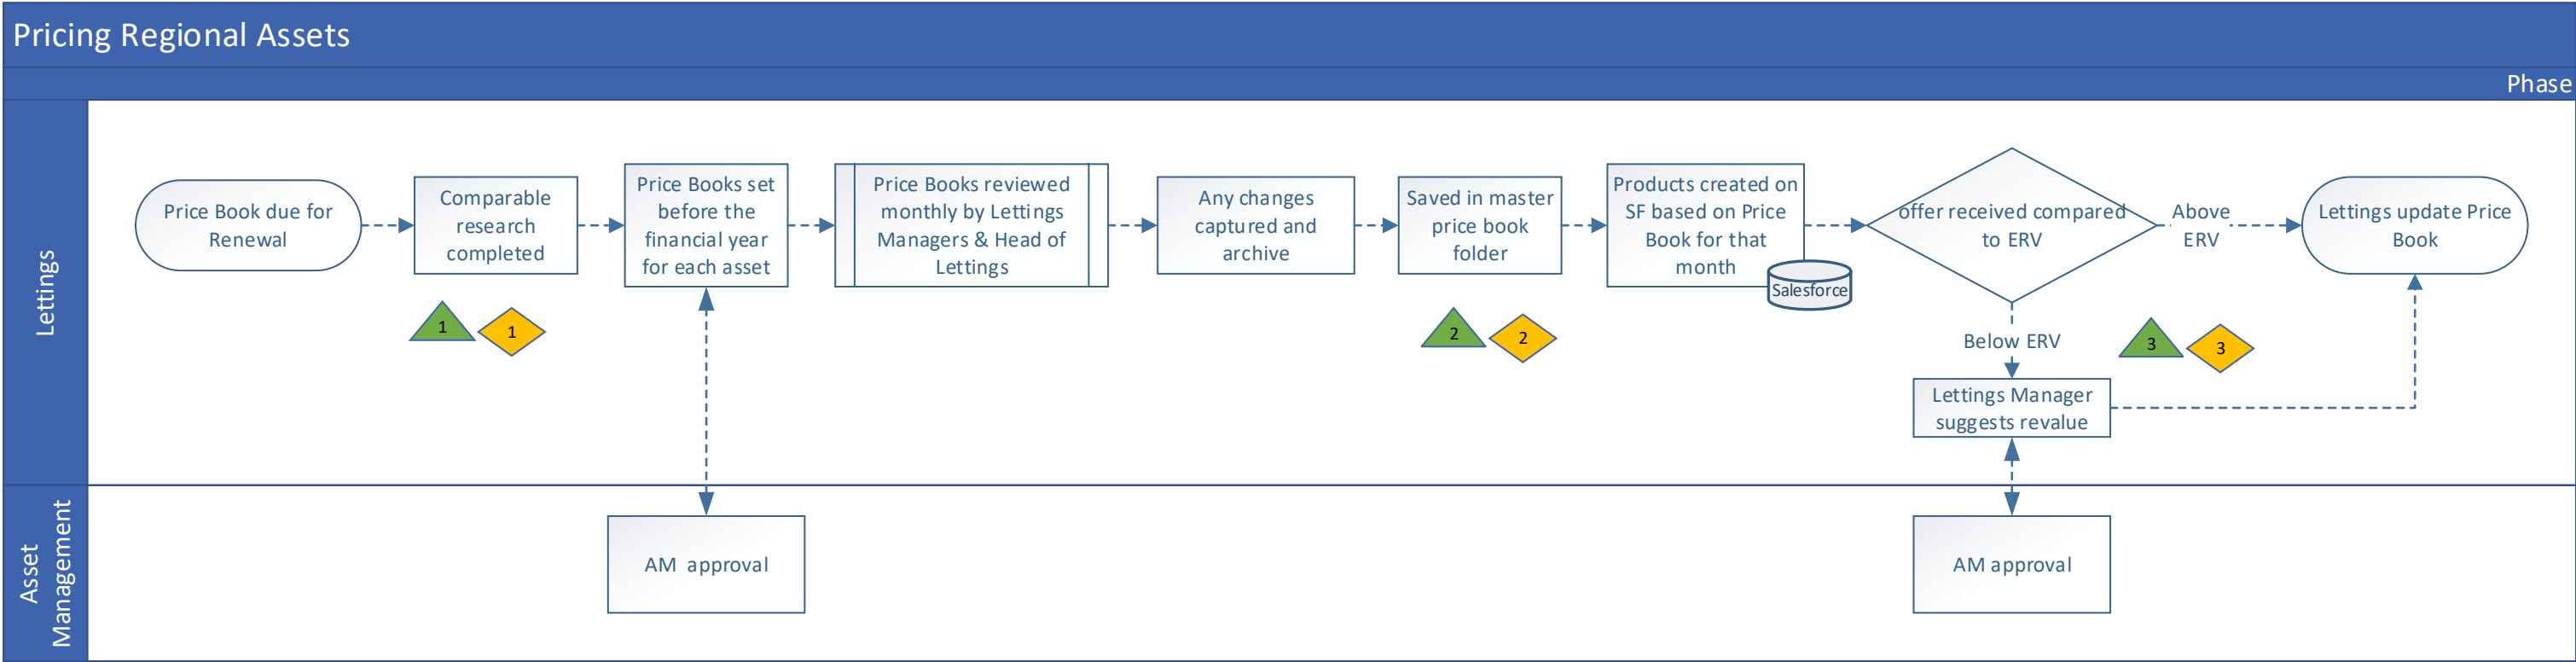 Pricing Regional Assets
Phase
Lettings
Price Book due for
Renewal
Comparable
research
completed
Price Books set
before the
financial year
for each asset
Price Books reviewed
monthly by Lettings
Managers & Head of
Lettings
Any changes
captured and
archive
Saved in master
price book
folder
Products created on
SF based on Price
Book for that
month
Salesforce
offer received compared
to ERV
Above
ERV
Lettings update Price
Book
1
1
2
2
Below ERV
3
3
Lettings Manager
suggests revalue
Asset
Management
AM approval
AM approval